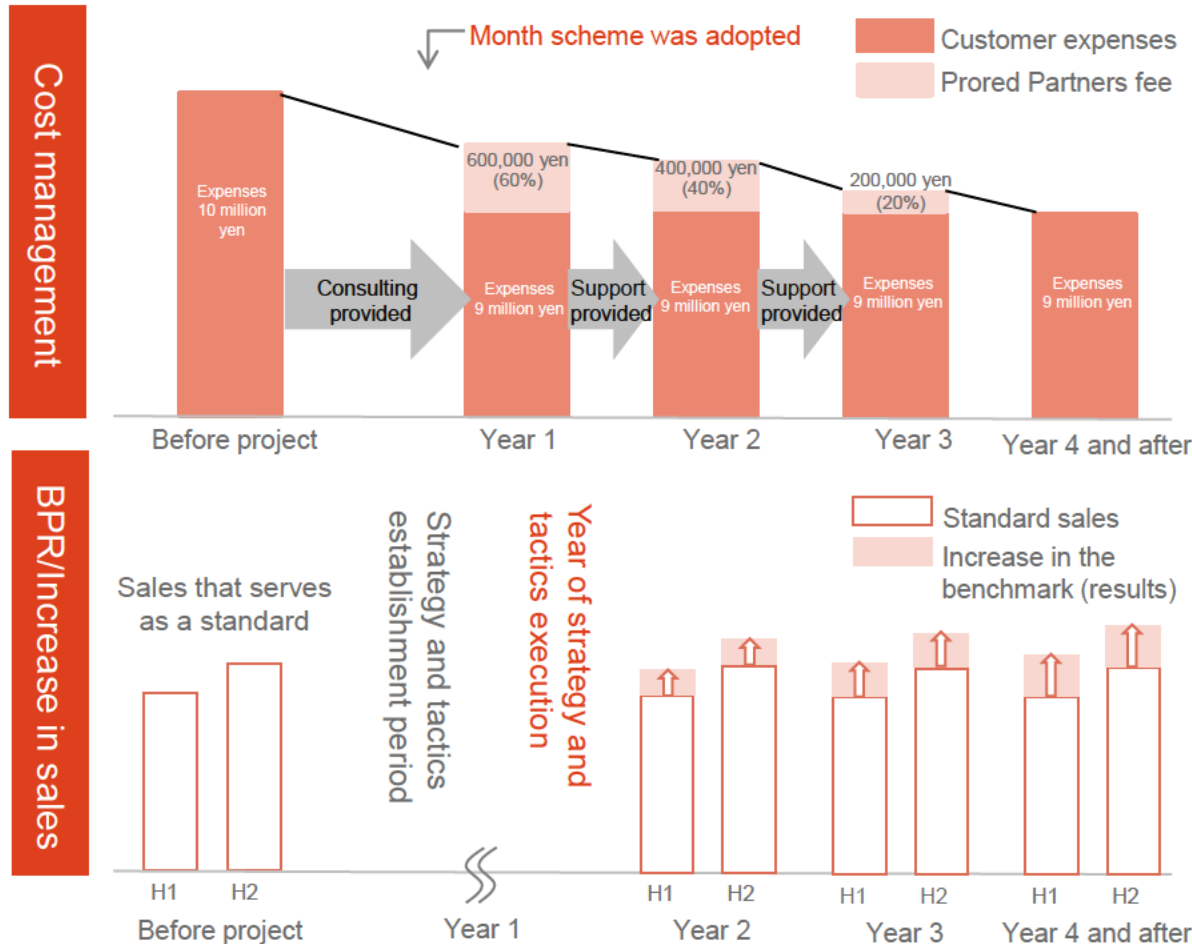 Cost management
Month scheme was adopted
Customer expenses
Prored Partners fee
Expenses
10 million
yen
600,000 yen
(60%)
400,000 yen
(40%)
200,000 yen
(20%)
Consulting
provided
Expenses
9 million yen
Support
provided
Expenses
9 million yen
Support
provided
Expenses
9 million yen
Expenses
9 million yen
Before project
Year 1
Year 2
Year 3
Year 4 and after
BPR/Increase in sales
Sales that serves
as a standard
Strategy and tactics
establishment period
Year of strategy and
tactics execution
Standard sales
Increase in the
benchmark (results)
H1
H2
H1
H2
H1
H2
H1
H2
Before project
Year 1
Year 2
Year 3
Year 4 and after